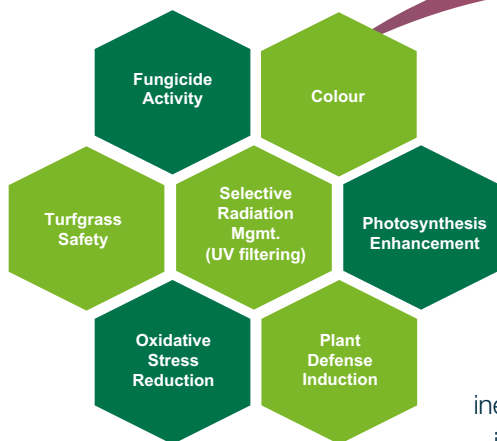 Fungicide
Activity
Colour
Turfgrass
Safety
Selective
Radiation
Mgmt.
(UV filtering)
Photosynthesis
Enhancement
Oxidative
Stress
Reduction
Plant
Defense
Induction